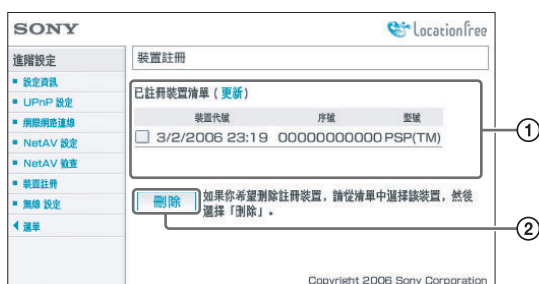 SONY
LocationFree
進階設定
裝置註冊
設定資訊
UPnP 設定
網際網路連線
NetAV 設定
NetAV 檢查
裝置註冊
無線 設定
選單
已註冊裝置清單 ( 更新 )
裝置代號 序號 型號
3/2/2006 23:19 00000000000 PSP(TM)
①
刪除
如果你希望刪除註冊裝置，請從清單中選擇該裝置，然後
選擇「刪除」。
②
Copyright 2006 Sony Corporation